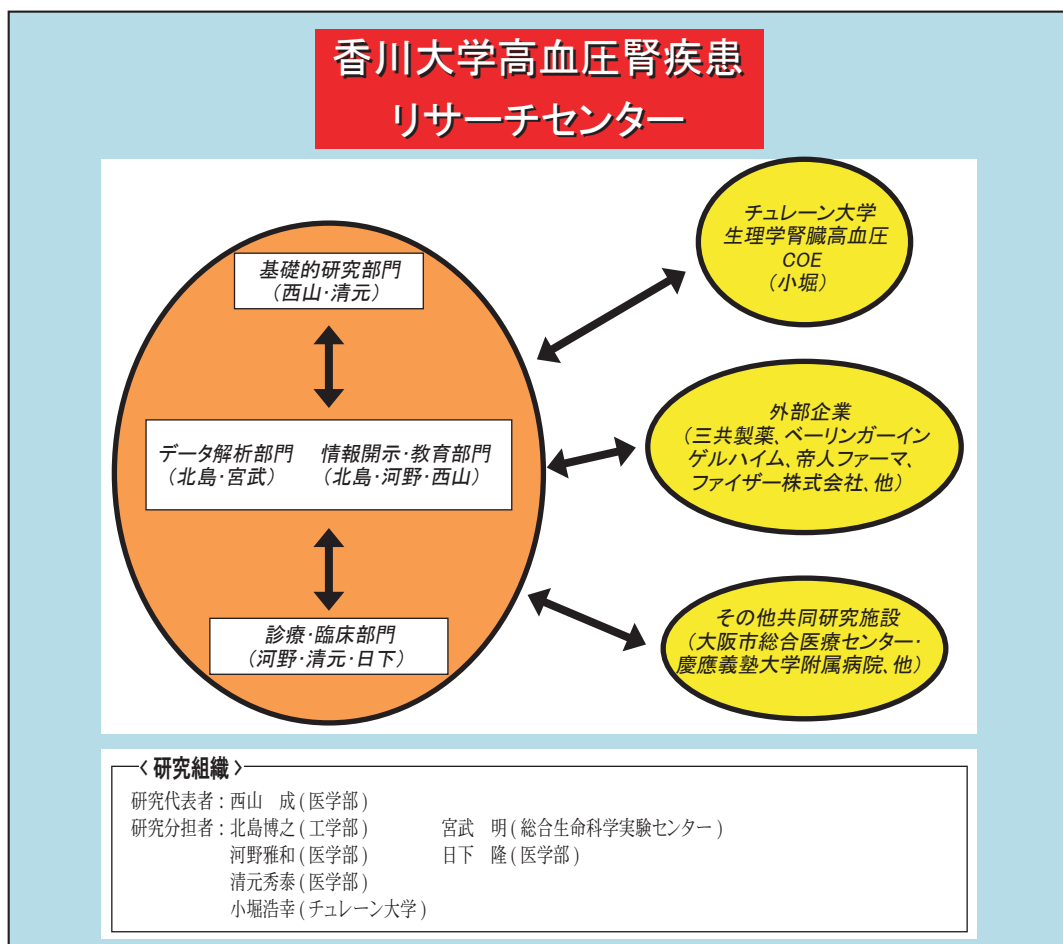 香川大学高血圧腎疾患
リサーチセンター
基礎的研究部門
（西山・清元）
データ解析部門
（北島・宮武）
情報開示・教育部門
（北島・河野・西山）
診療・臨床部門
（河野・清元・日下）
チュレーン大学
生理学腎臓高血圧
COE
（小堀）
外部企業
（三共製薬、ベーリンガーイン
ゲルハイム、帝人ファーマ、
ファイザー株式会社、他）
その他共同研究施設
（大阪市総合医療センター・
慶應義塾大学附属病院、他）
〈 研究組織 〉
研究代表者 : 西山　成 ( 医学部 )
研究分担者 : 北島博之 ( 工学部 )　宮武　明 ( 総合生命科学実験センター )
河野雅和 ( 医学部 )　日下　隆 ( 医学部 )
清元秀泰 ( 医学部 )
小堀浩幸 ( チュレーン大学 )